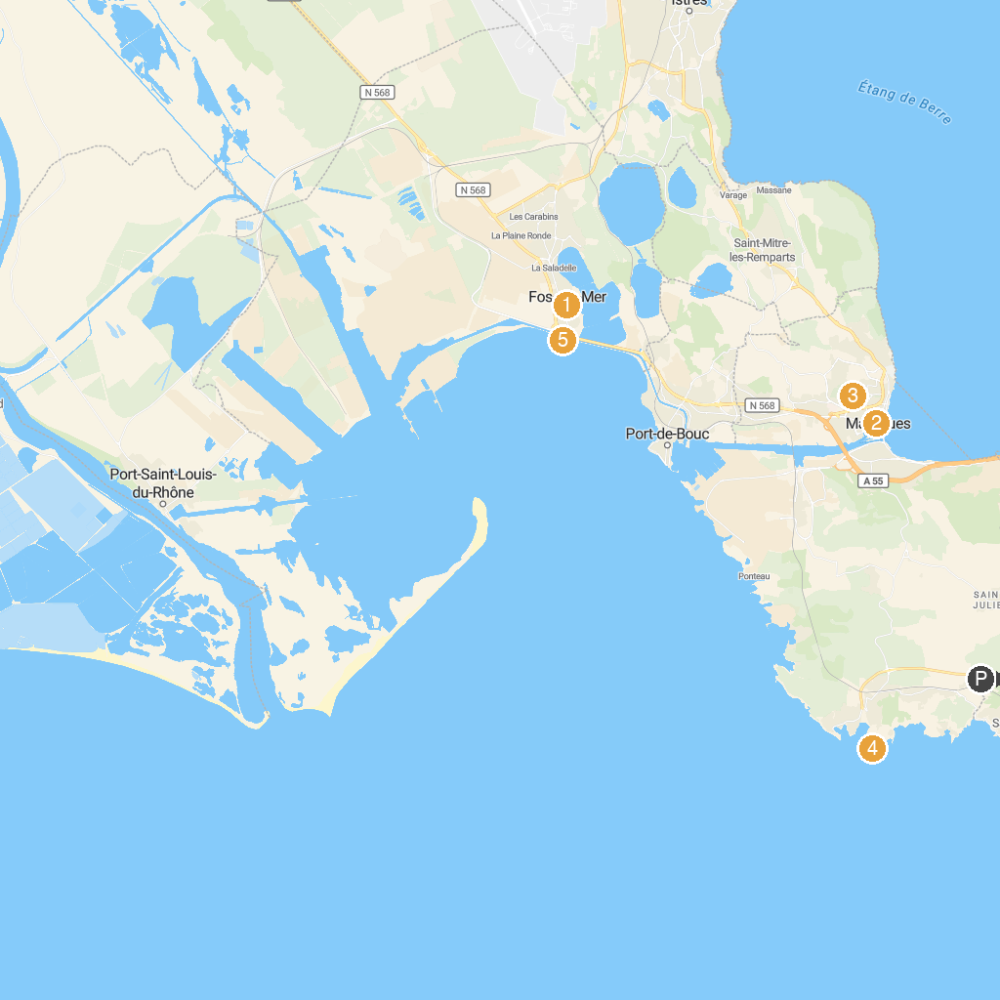 Istres
Étang de Berre
N 568
N 568
Massane
Varage
Les Carabins
La Plaine Ronde
Saint-Mitre-
les-Remparts
La Saladelle
Fos Mer
1
5
3
N 568
2
Port-de-Bouc
A 55
Port-Saint-Louis-
du-Rhône
Ponteau
SAIN
JULIE
P
S
4